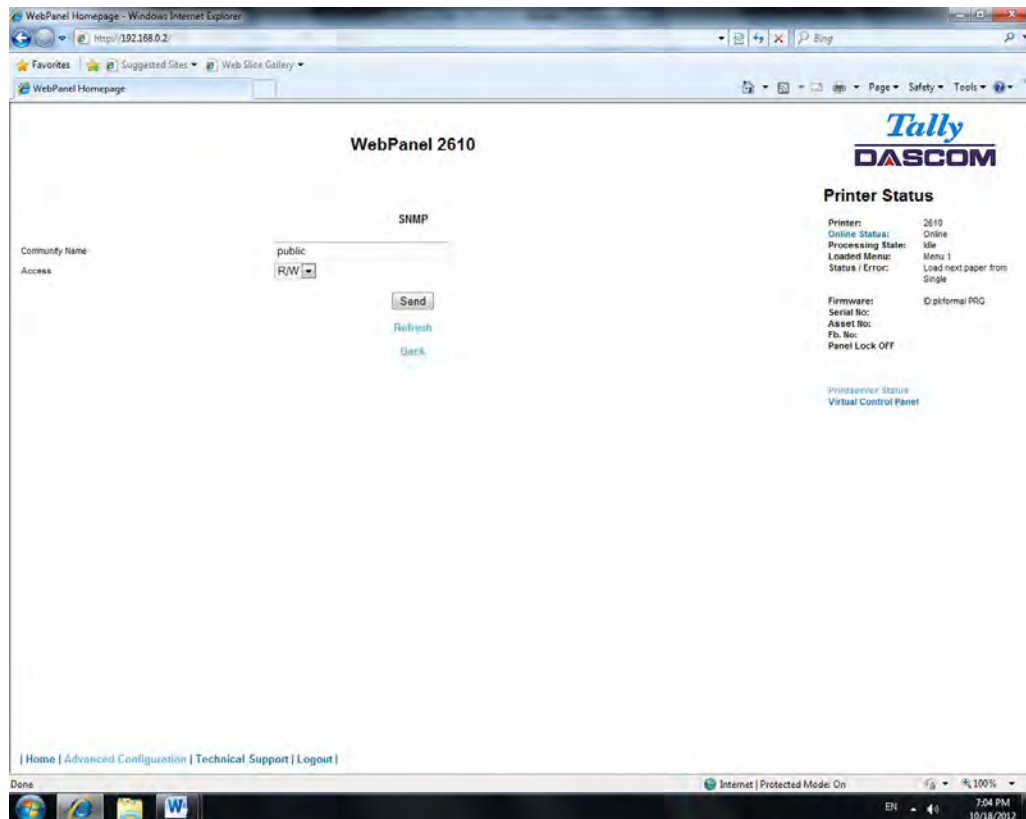 WebPanel Homepage - Windows Internet Explorer
http://192.168.0.2/
Bing
Favorites
Suggested Sites
Web Slice Gallery
WebPanel Homepage
Page
Safety
Tools
WebPanel 2610
Tally
DASCOM
SNMP
Community Name
public
Access
R/W
Send
Refresh
Back
Printer Status
Printer: 2610
Online Status: Online
Processing State: Idle
Loaded Menu: Menu 1
Status / Error: Load next paper from
Single
Firmware:
Serial No:
Asset No:
Fb. No:
Panel Lock OFF
Printserver Status
Virtual Control Panel
| Home | Advanced Configuration | Technical Support | Logout |
Done
Internet | Protected Mode: On
100%
EN
7:04 PM
10/18/2012